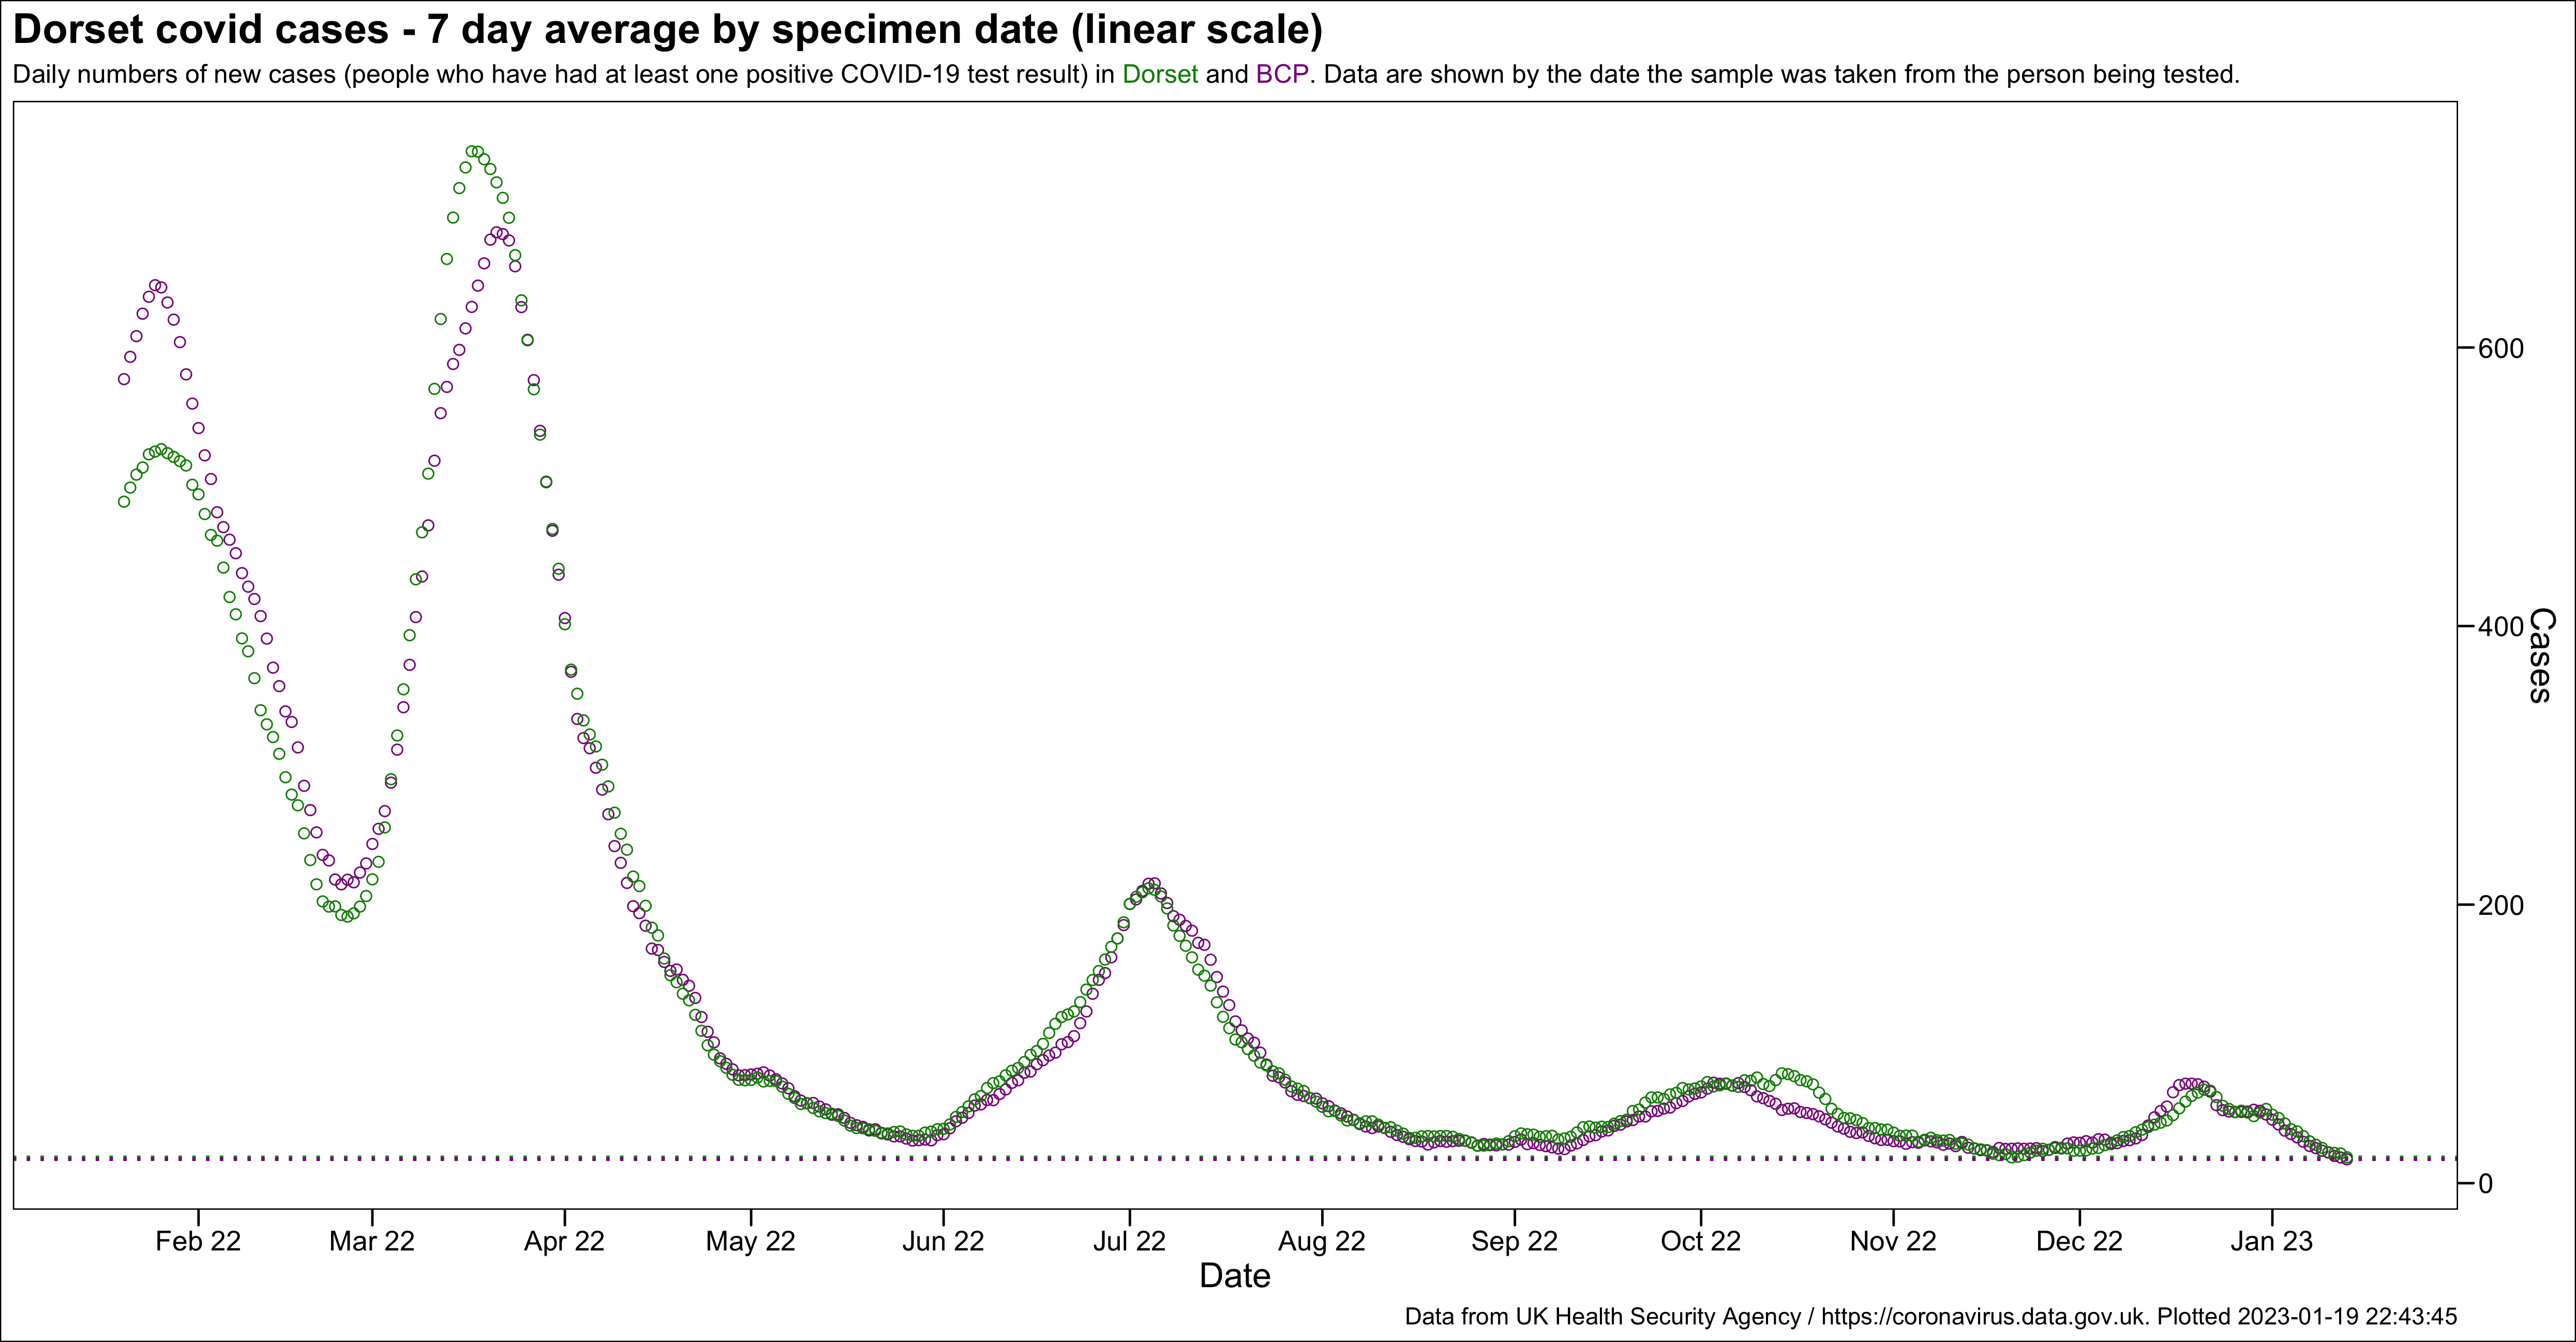 Dorset covid cases - 7 day average by specimen date (linear scale)
Daily numbers of new cases (people who have had at least one positive COVID-19 test result) in Dorset and BCP. Data are shown by the date the sample was taken from the person being tested.
600
400
200
0
Cases
Feb 22 Mar 22 Apr 22 May 22 Jun 22 Jul 22 Aug 22 Sep 22 Oct 22 Nov 22 Dec 22 Jan 23
Date
Data from UK Health Security Agency / https://coronavirus.data.gov.uk. Plotted 2023-01-19 22:43:45